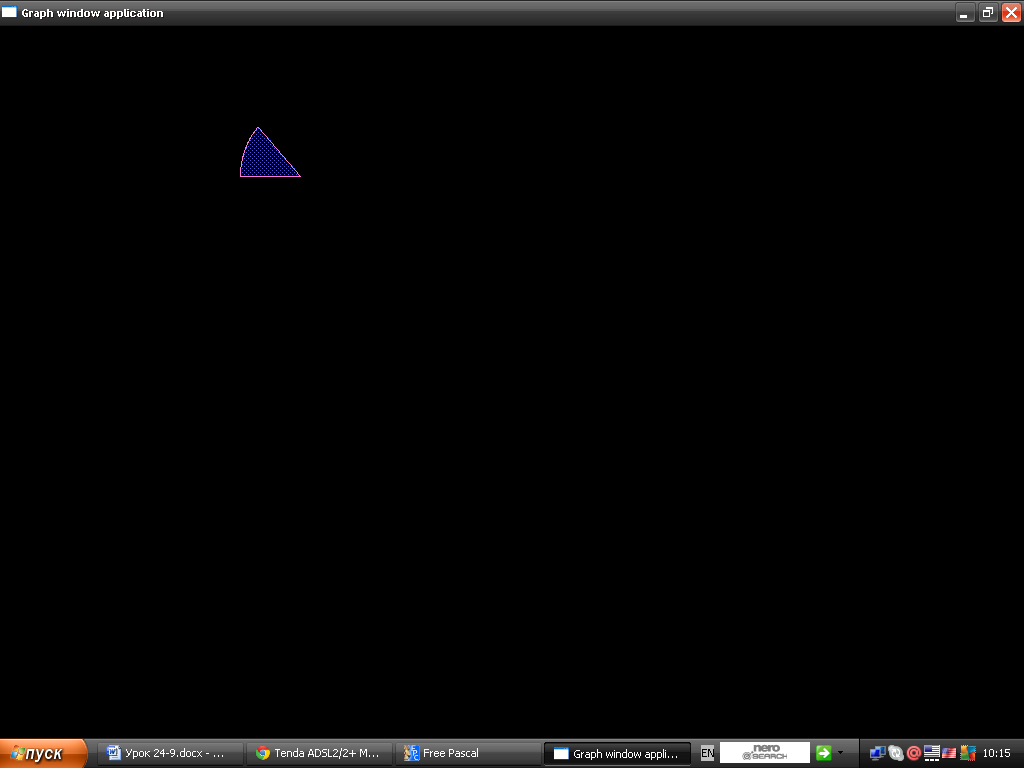 Graph window application
пуск
Урок 24-9.docx - ...
Tenda ADSL2/2+ M...
Free Pascal
Graph window appli...
EN
nero
SEARCH
10:15